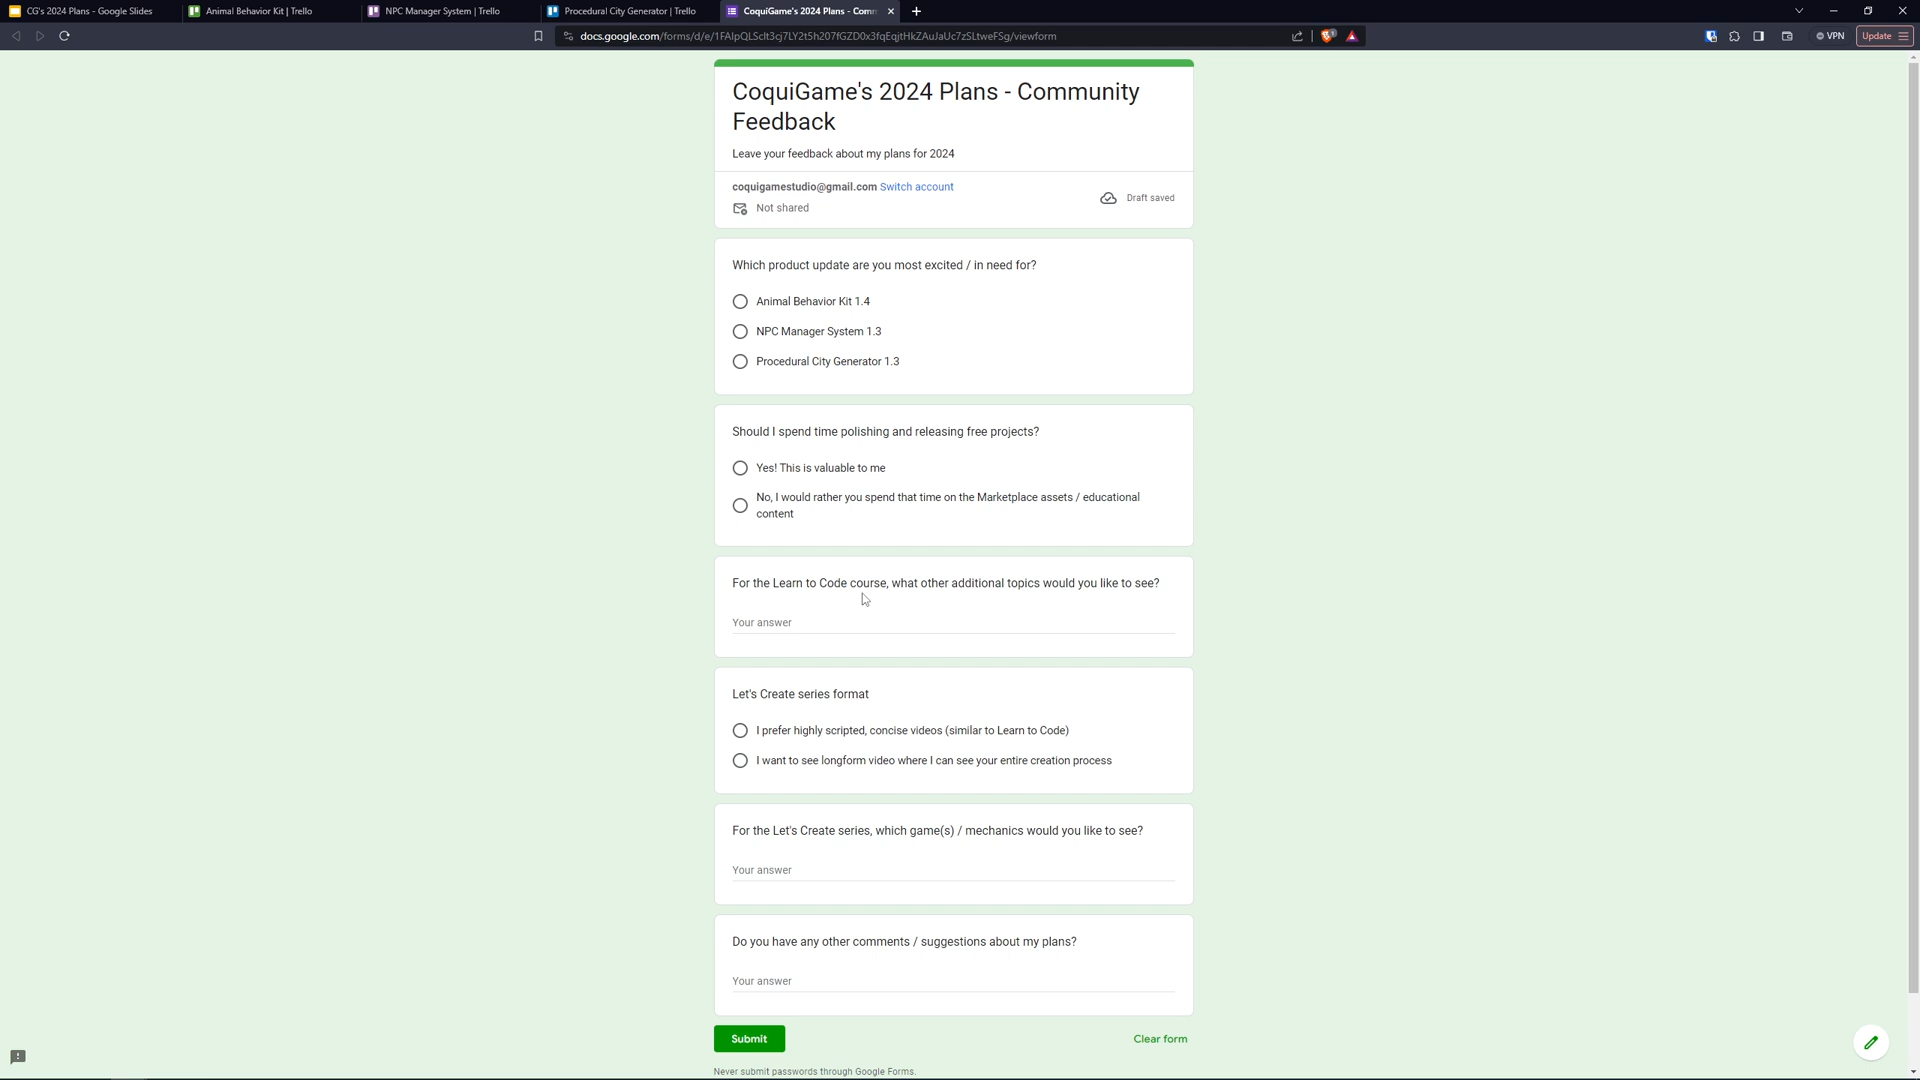 CG's 2024 Plans - Google Slides
Animal Behavior Kit | Trello
NPC Manager System | Trello
Procedural City Generator | Trello
CoquiGame's 2024 Plans - Comm
docs.google.com/forms/d/e/1FAIpQLSclt3cj7LY2t5h207fGZD0x3fqEqjtHkZAuJaUc7zSLtweFSg/viewform
VPN
Update
CoquiGame's 2024 Plans - Community
Feedback
Leave your feedback about my plans for 2024
coquigamestudio@gmail.com Switch account
Draft saved
Not shared
Which product update are you most excited / in need for?
Animal Behavior Kit 1.4
NPC Manager System 1.3
Procedural City Generator 1.3
Should I spend time polishing and releasing free projects?
Yes! This is valuable to me
No, I would rather you spend that time on the Marketplace assets / educational
content
For the Learn to Code course, what other additional topics would you like to see?
Your answer
Let's Create series format
I prefer highly scripted, concise videos (similar to Learn to Code)
I want to see longform video where I can see your entire creation process
For the Let's Create series, which game(s) / mechanics would you like to see?
Your answer
Do you have any other comments / suggestions about my plans?
Your answer
Submit
Clear form
Never submit passwords through Google Forms.